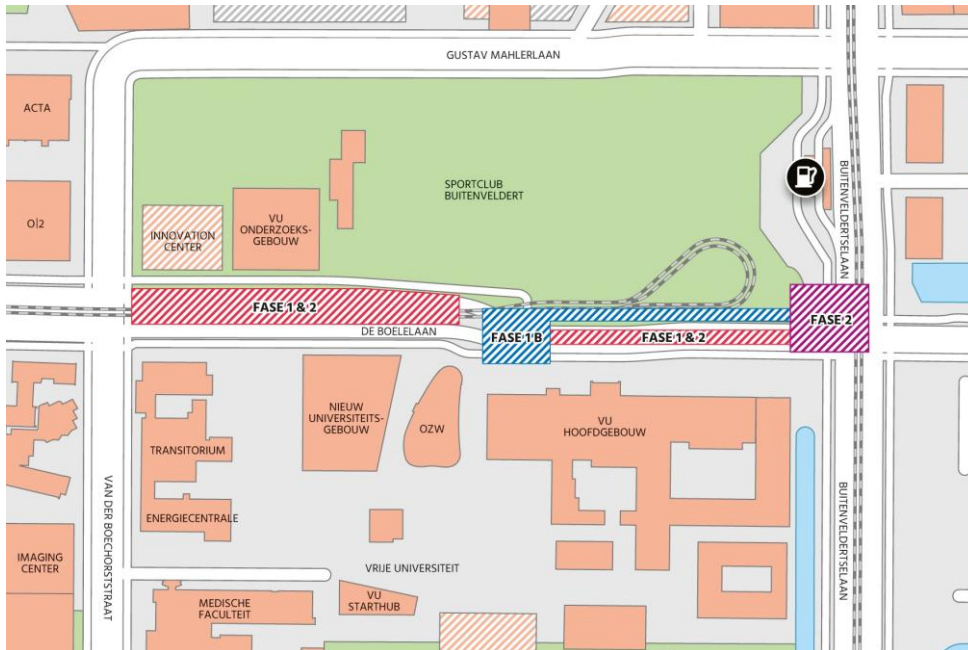 GUSTAV MAHLERLAAN
ACTA
O|2
INNOVATION
CENTER
VU
ONDERZOEKS-
GEBOUW
SPORTCLUB
BUITENVELDERT
BUITENVELDERTSELAAN
FASE 1 & 2
DE BOELELAAN
FASE 1 B
FASE 1 & 2
FASE 2
NIEUW
UNIVERSITEITS-
GEBOUW
OZW
VU
HOOFDGEBOUW
TRANSITORIUM
ENERGIECENTRALE
VAN DER BOECHORSTSTRAAT
BUITENVELDERTSELAAN
IMAGING
CENTER
VRIJE UNIVERSITEIT
MEDISCHE
FACULTEIT
VU
STARTHUB